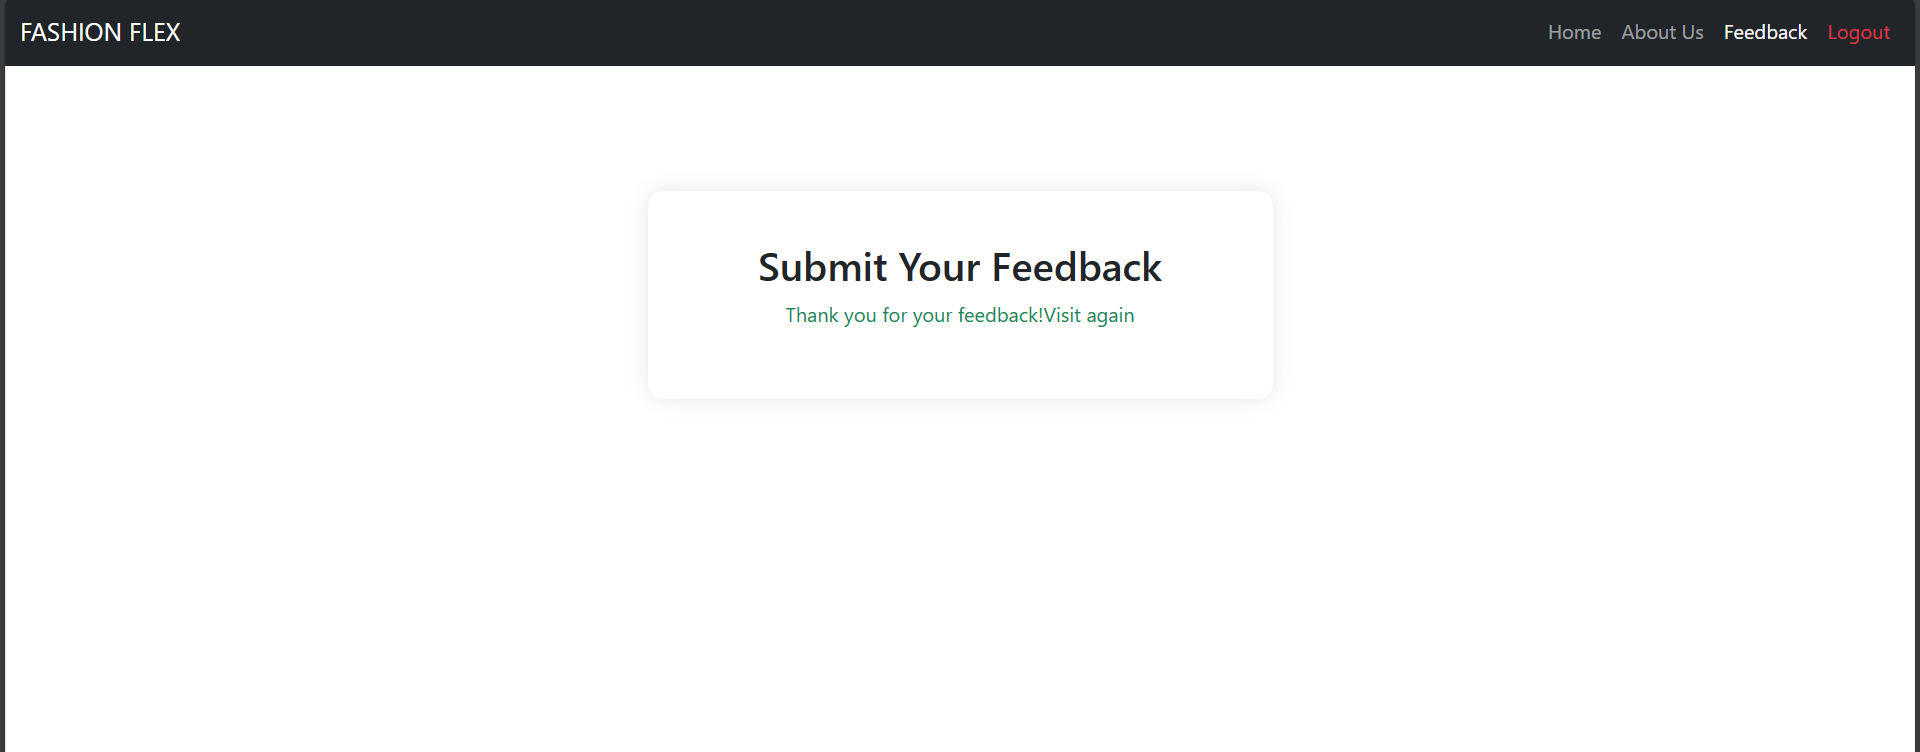 FASHION FLEX
Home About Us Feedback Logout
Submit Your Feedback
Thank you for your feedback!Visit again